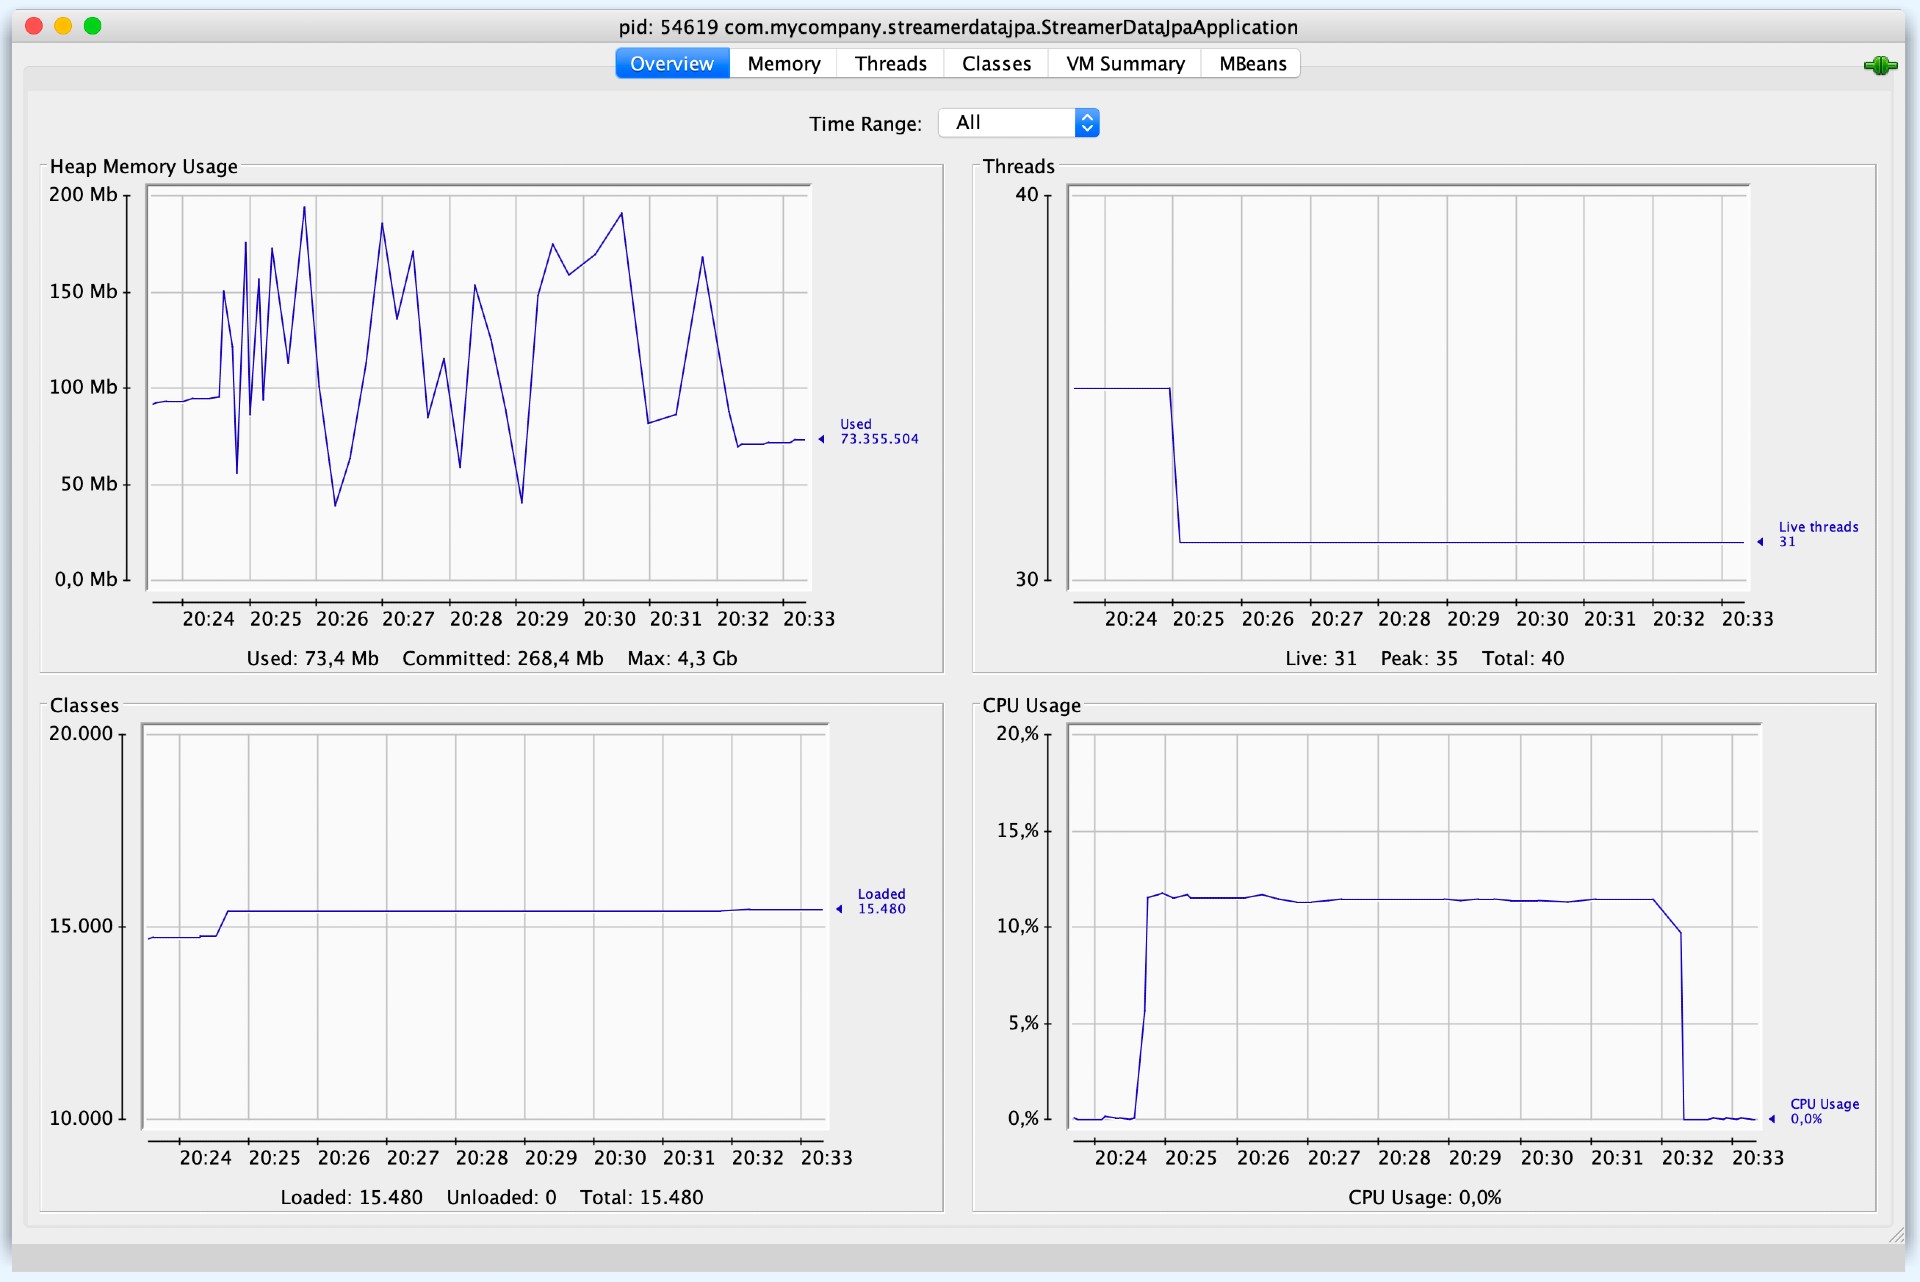 pid: 54619 com.mycompany.streamerdatajpa.StreamerDataJpaApplication
Overview Memory Threads Classes VM Summary MBeans
Time Range: All
Heap Memory Usage
200 Mb
150 Mb
100 Mb
50 Mb
0,0 Mb
Used
73.355.504
20:24 20:25 20:26 20:27 20:28 20:29 20:30 20:31 20:32 20:33
Used: 73,4 Mb Committed: 268,4 Mb Max: 4,3 Gb
Threads
40
30
Live threads
31
20:24 20:25 20:26 20:27 20:28 20:29 20:30 20:31 20:32 20:33
Live: 31 Peak: 35 Total: 40
Classes
20.000
15.000
10.000
Loaded
15.480
20:24 20:25 20:26 20:27 20:28 20:29 20:30 20:31 20:32 20:33
Loaded: 15.480 Unloaded: 0 Total: 15.480
CPU Usage
20,%
15,%
10,%
5,%
0,%
CPU Usage
0,0%
20:24 20:25 20:26 20:27 20:28 20:29 20:30 20:31 20:32 20:33
CPU Usage: 0,0%